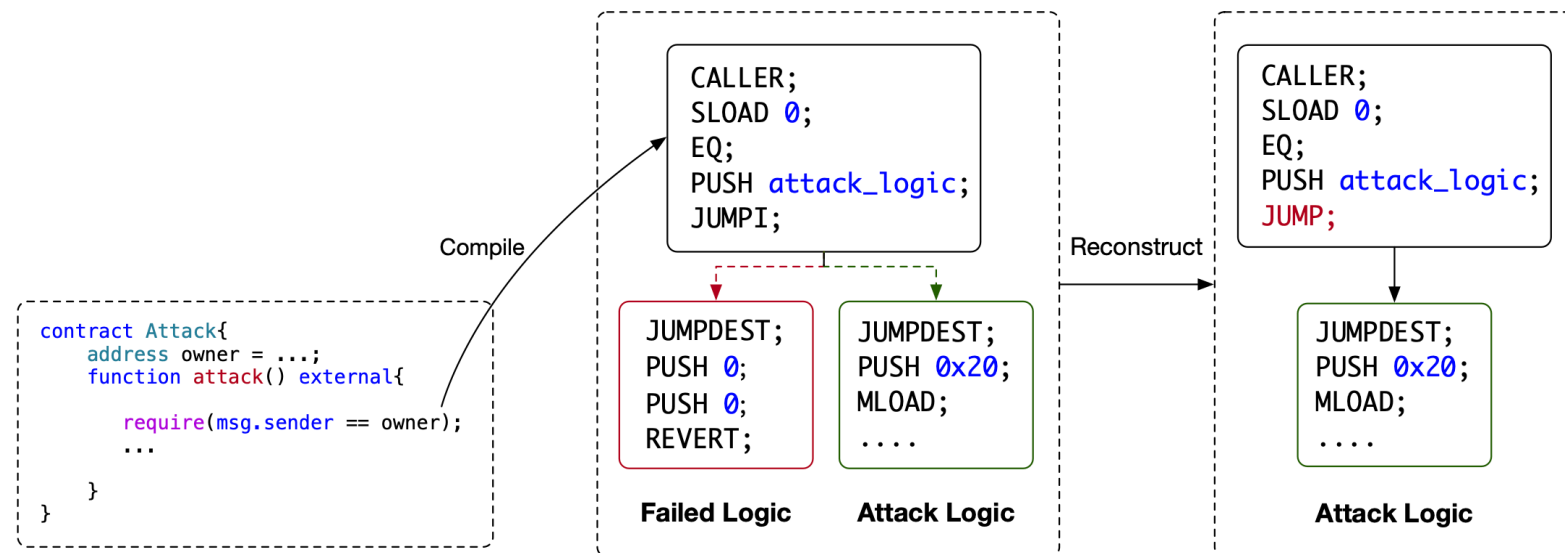 contract Attack{
address owner = ...;
function attack() external{
require(msg.sender == owner);
...
}
}
Compile
CALLER;
SLOAD 0;
EQ;
PUSH attack_logic;
JUMPI;
JUMPDEST;
PUSH 0;
PUSH 0;
REVERT;
Failed Logic
JUMPDEST;
PUSH 0x20;
MLOAD;
....
Attack Logic
Reconstruct
CALLER;
SLOAD 0;
EQ;
PUSH attack_logic;
JUMP;
JUMPDEST;
PUSH 0x20;
MLOAD;
....
Attack Logic